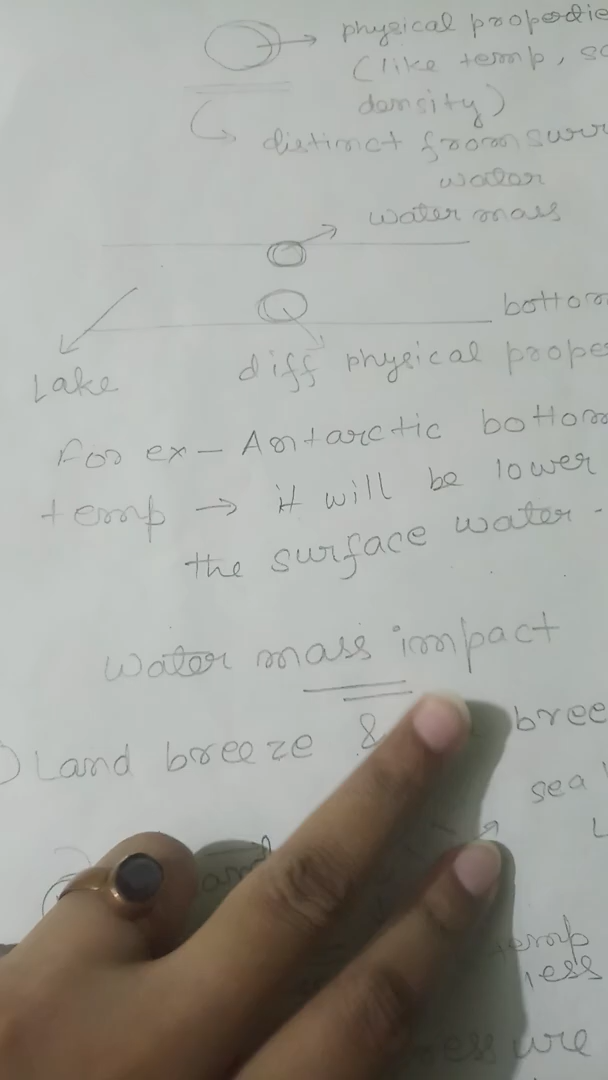 physical propertie
(like temp,
density)
distinct from surr
water
water mass
bottom
Lake
diff physical prope
For ex - Antarctic bottom
temp → it will be lower
the surface water.
water mass impact
) Land breeze & bree
sea
temp
less